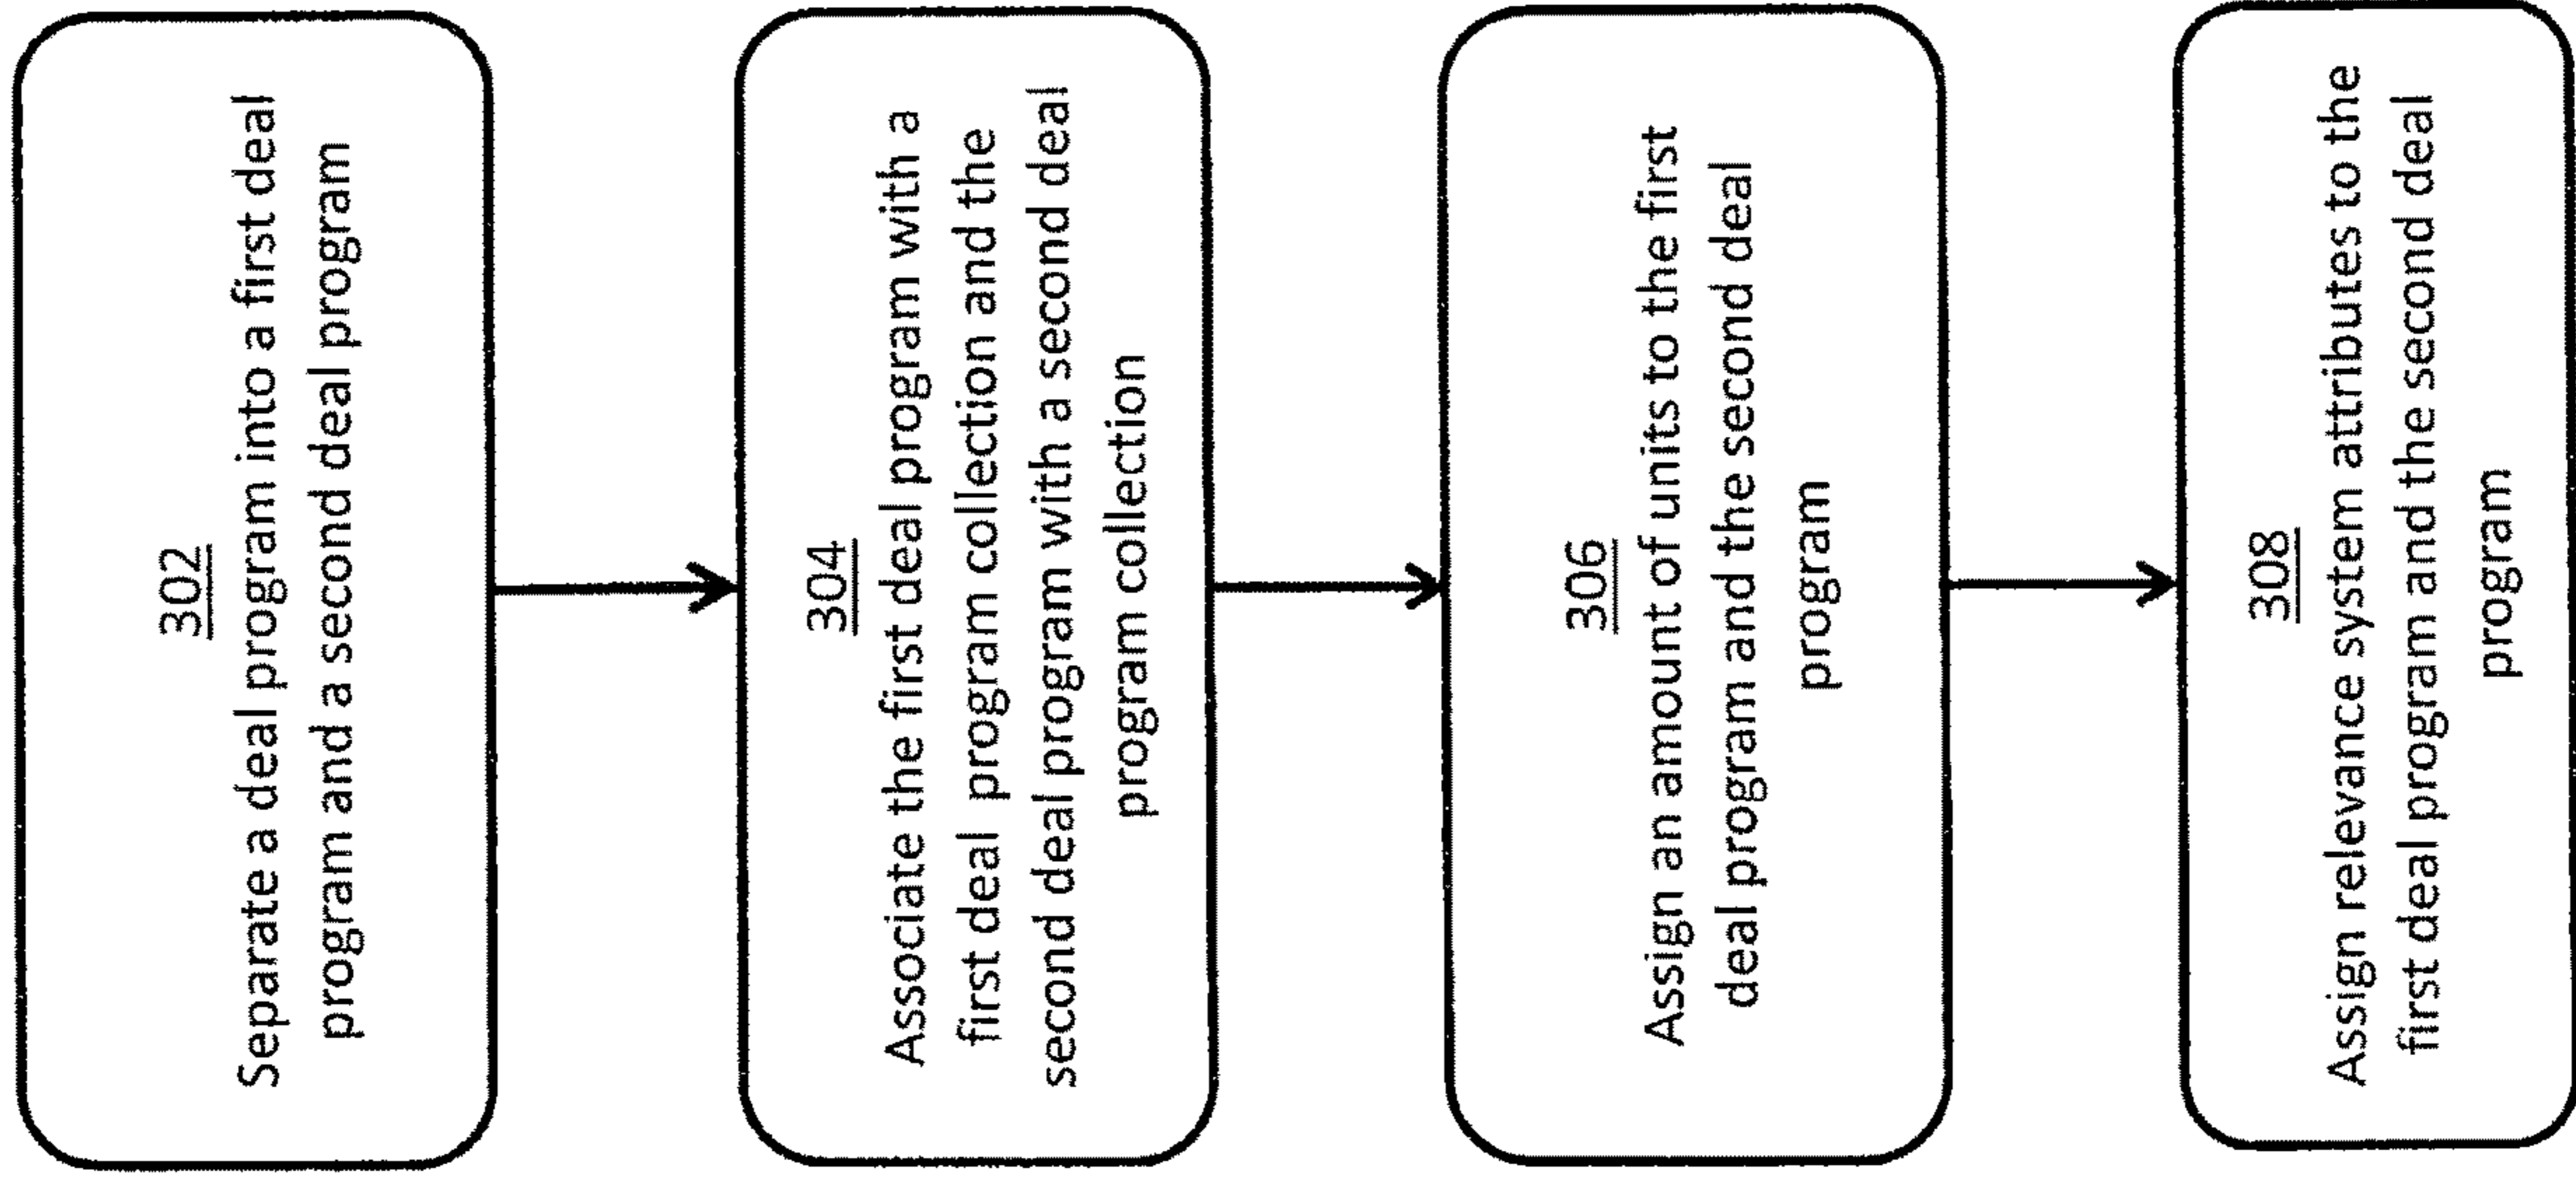 302
Separate a deal program into a first deal
program and a second deal program
304
Associate the first deal program with a
first deal program collection and the
second deal program with a second deal
program collection
306
Assign an amount of units to the first
deal program and the second deal
program
308
Assign relevance system attributes to the
first deal program and the second deal
program